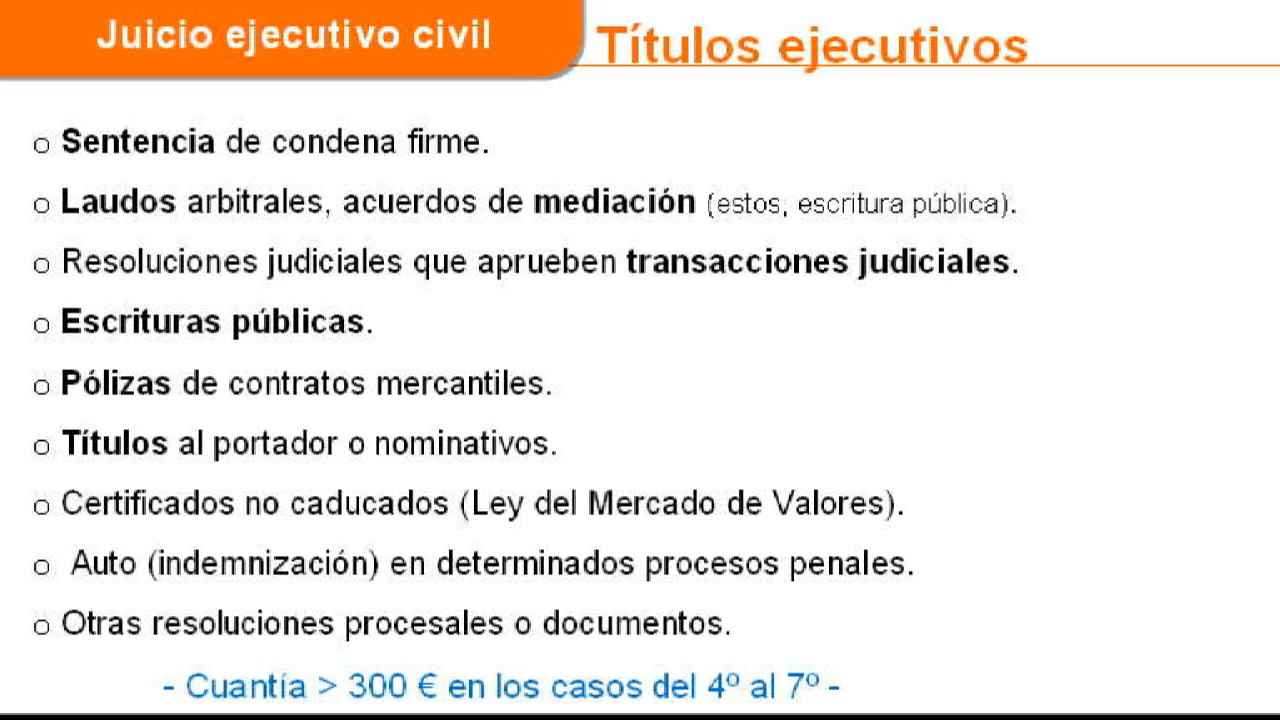 Juicio ejecutivo civil
Títulos ejecutivos
o Sentencia de condena firme.
o Laudos arbitrales, acuerdos de mediación (estos, escritura pública).
o Resoluciones judiciales que aprueben transacciones judiciales.
o Escrituras públicas.
o Pólizas de contratos mercantiles.
o Títulos al portador o nominativos.
o Certificados no caducados (Ley del Mercado de Valores).
o Auto (indemnización) en determinados procesos penales.
o Otras resoluciones procesales o documentos.
- Cuantía > 300 € en los casos del 4º al 7º -